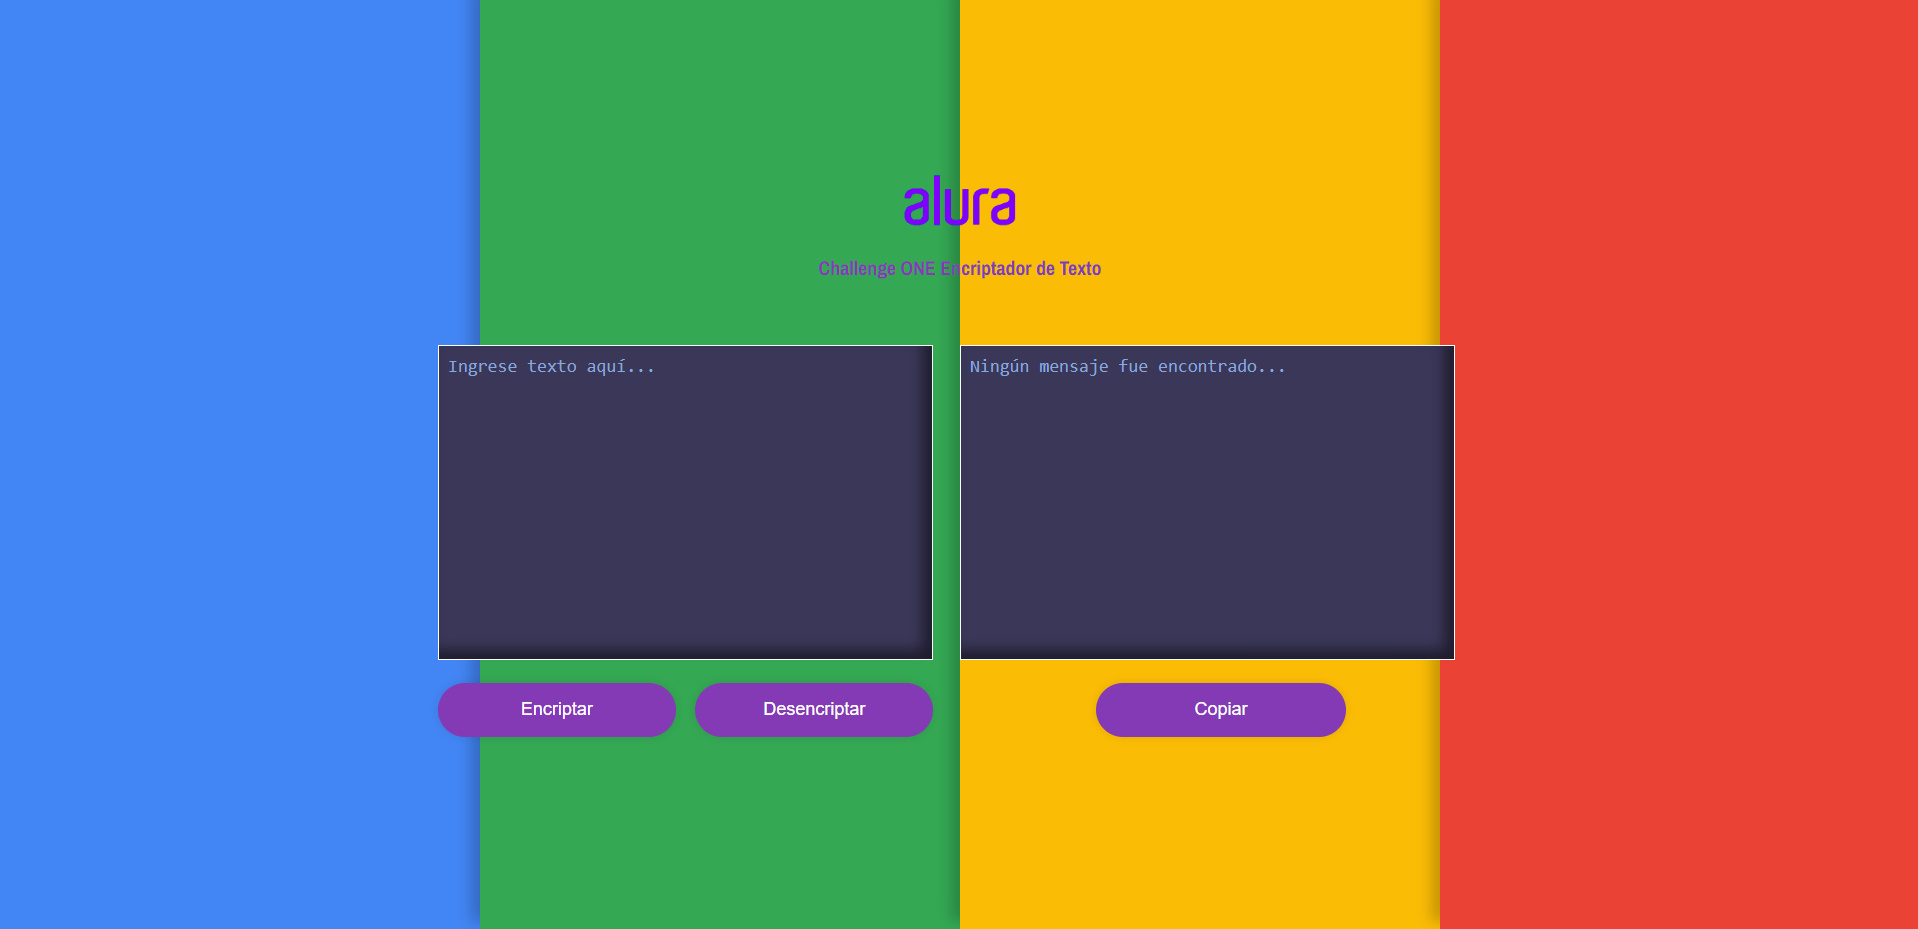 alura
Challenge ONE Encriptador de Texto
Ingrese texto aquí...
Ningún mensaje fue encontrado...
Encriptar
Desencriptar
Copiar